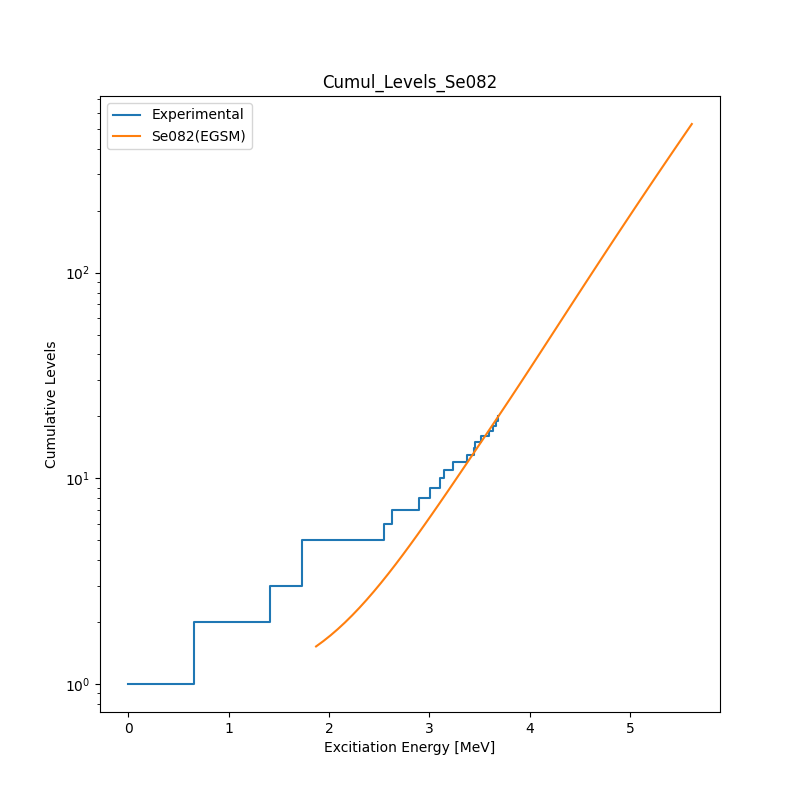 Cumul_Levels_Se082
Experimental
Se082(EGSM)
Cumulative Levels
10²
10¹
10⁰
0 1 2 3 4 5
Excitiation Energy [MeV]